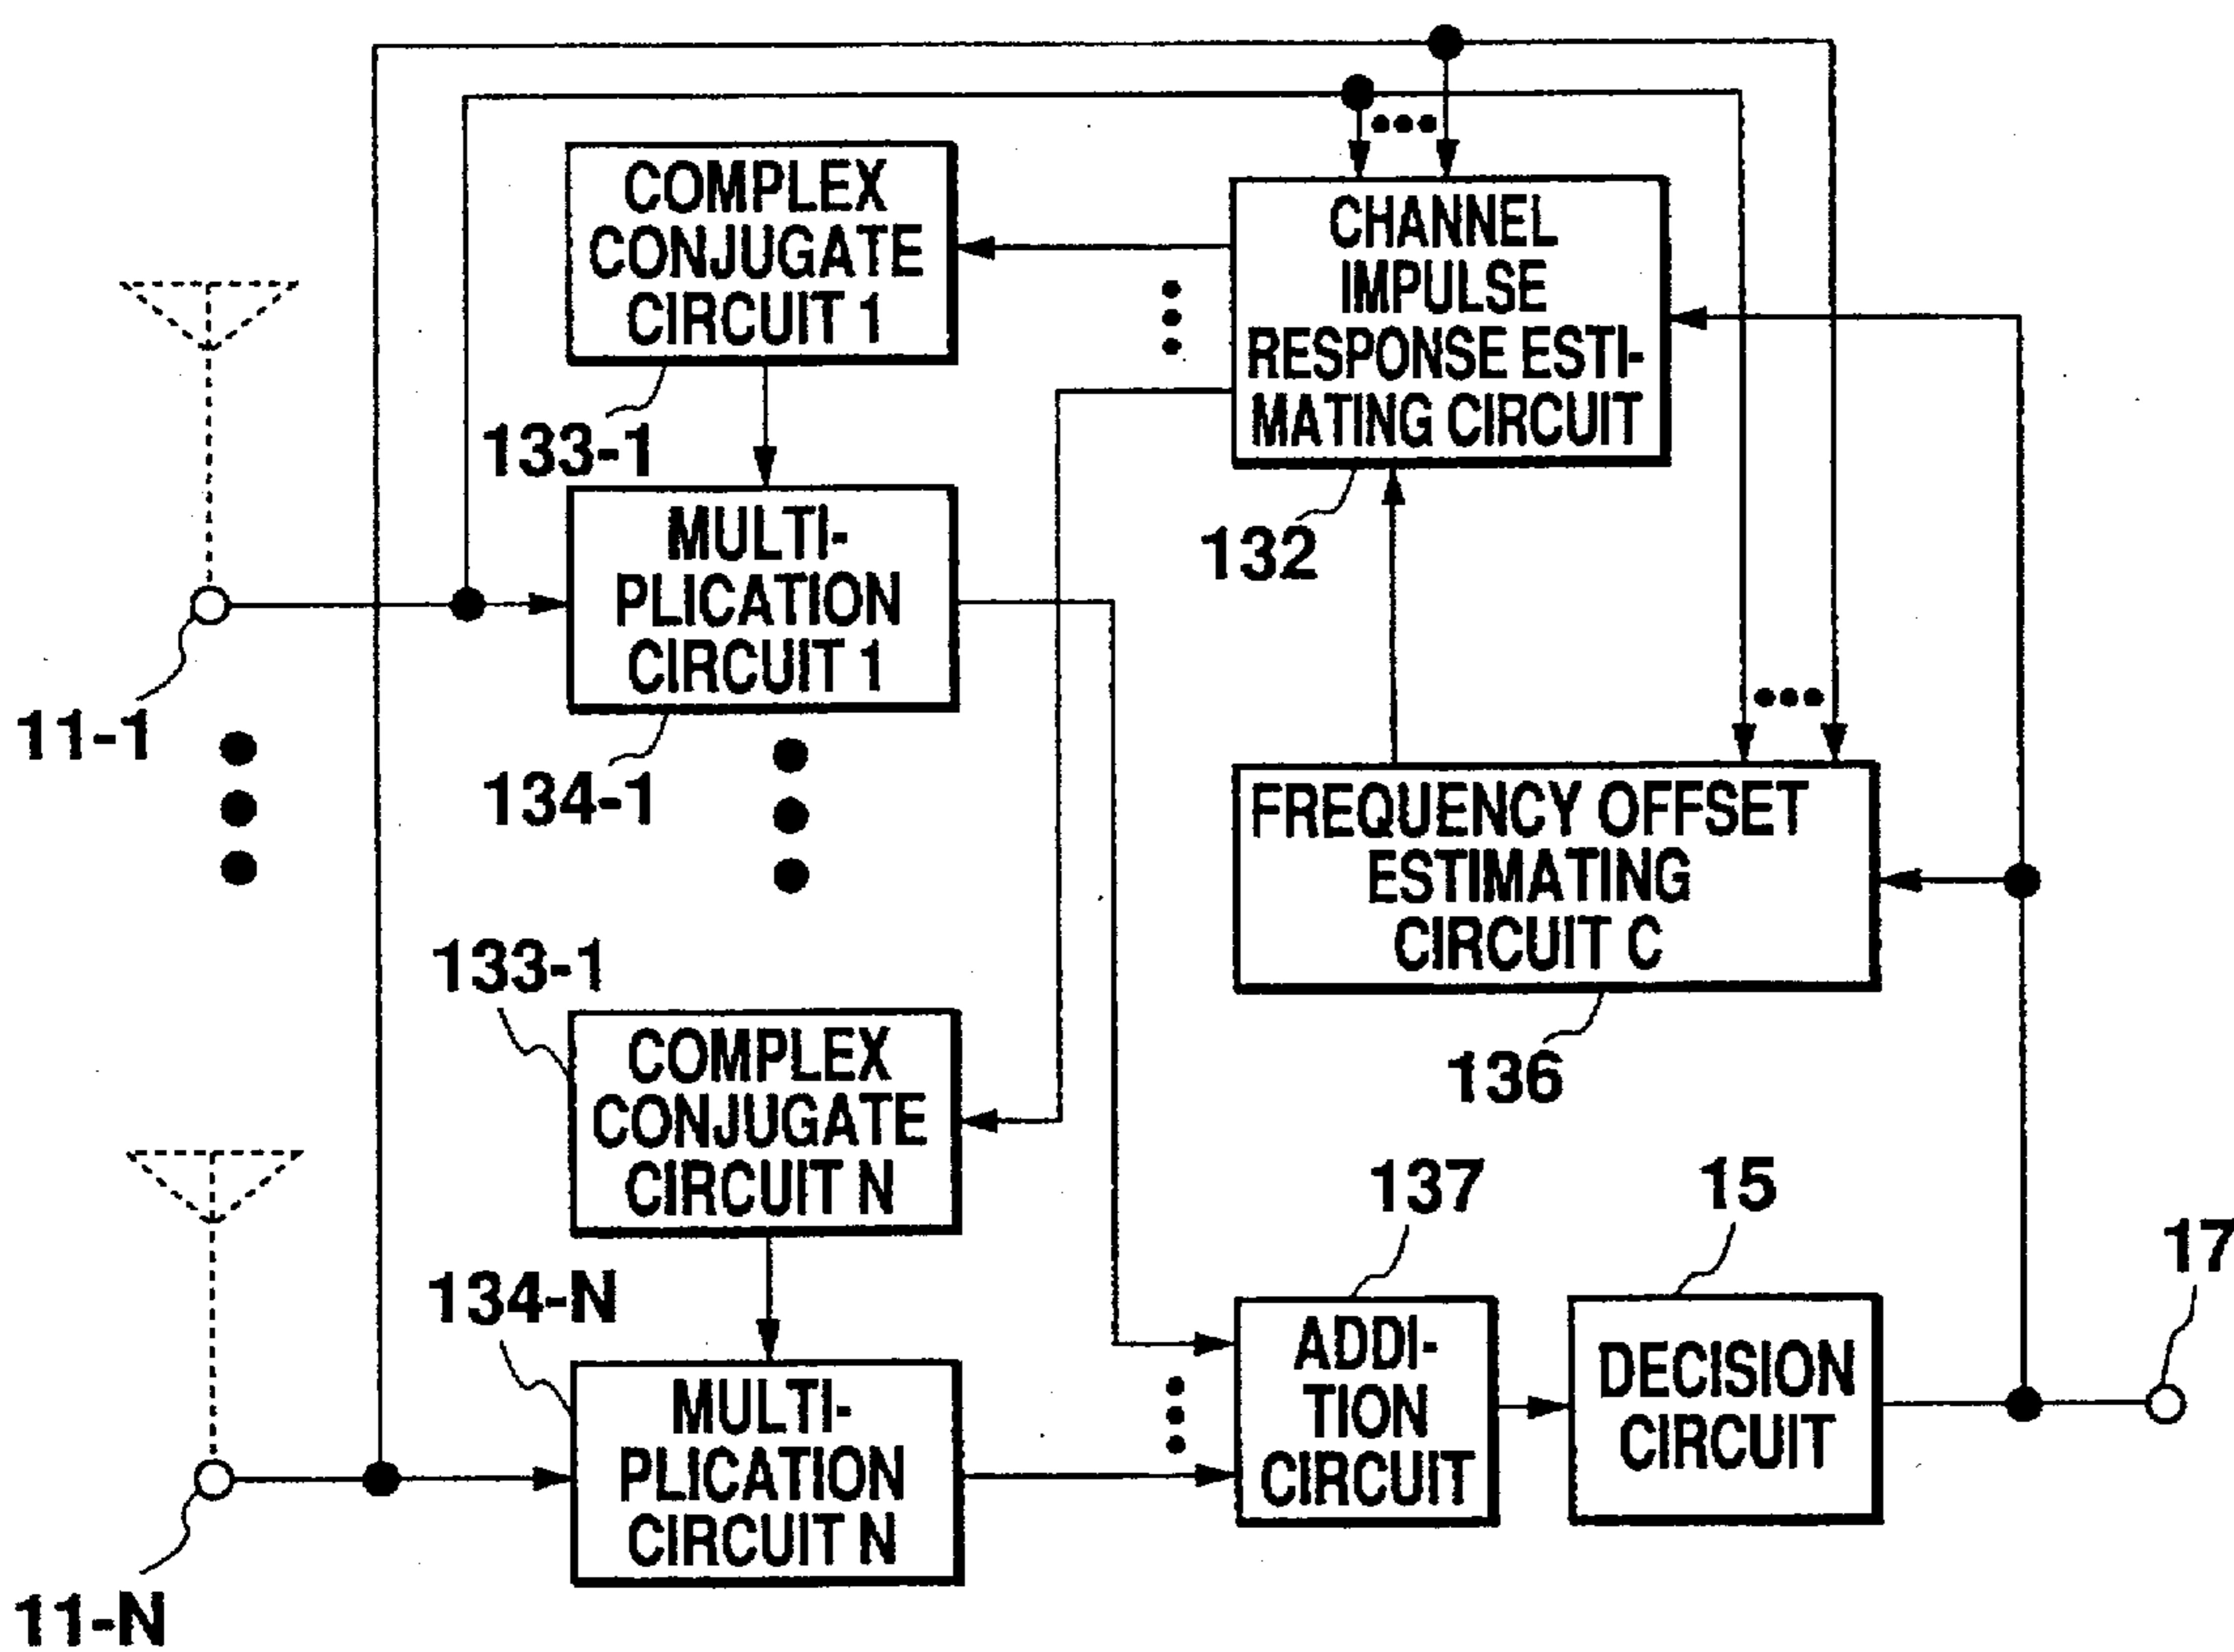 COMPLEX
CONJUGATE
CIRCUIT 1
133-1
CHANNEL
IMPULSE
RESPONSE ESTI-
MATING CIRCUIT
132
MULTI-
PLICATION
CIRCUIT 1
134-1
11-1
FREQUENCY OFFSET
ESTIMATING
CIRCUIT C
136
133-1
COMPLEX
CONJUGATE
CIRCUIT N
134-N
MULTI-
PLICATION
CIRCUIT N
11-N
137
ADDI-
TION
CIRCUIT
15
DECISION
CIRCUIT
17